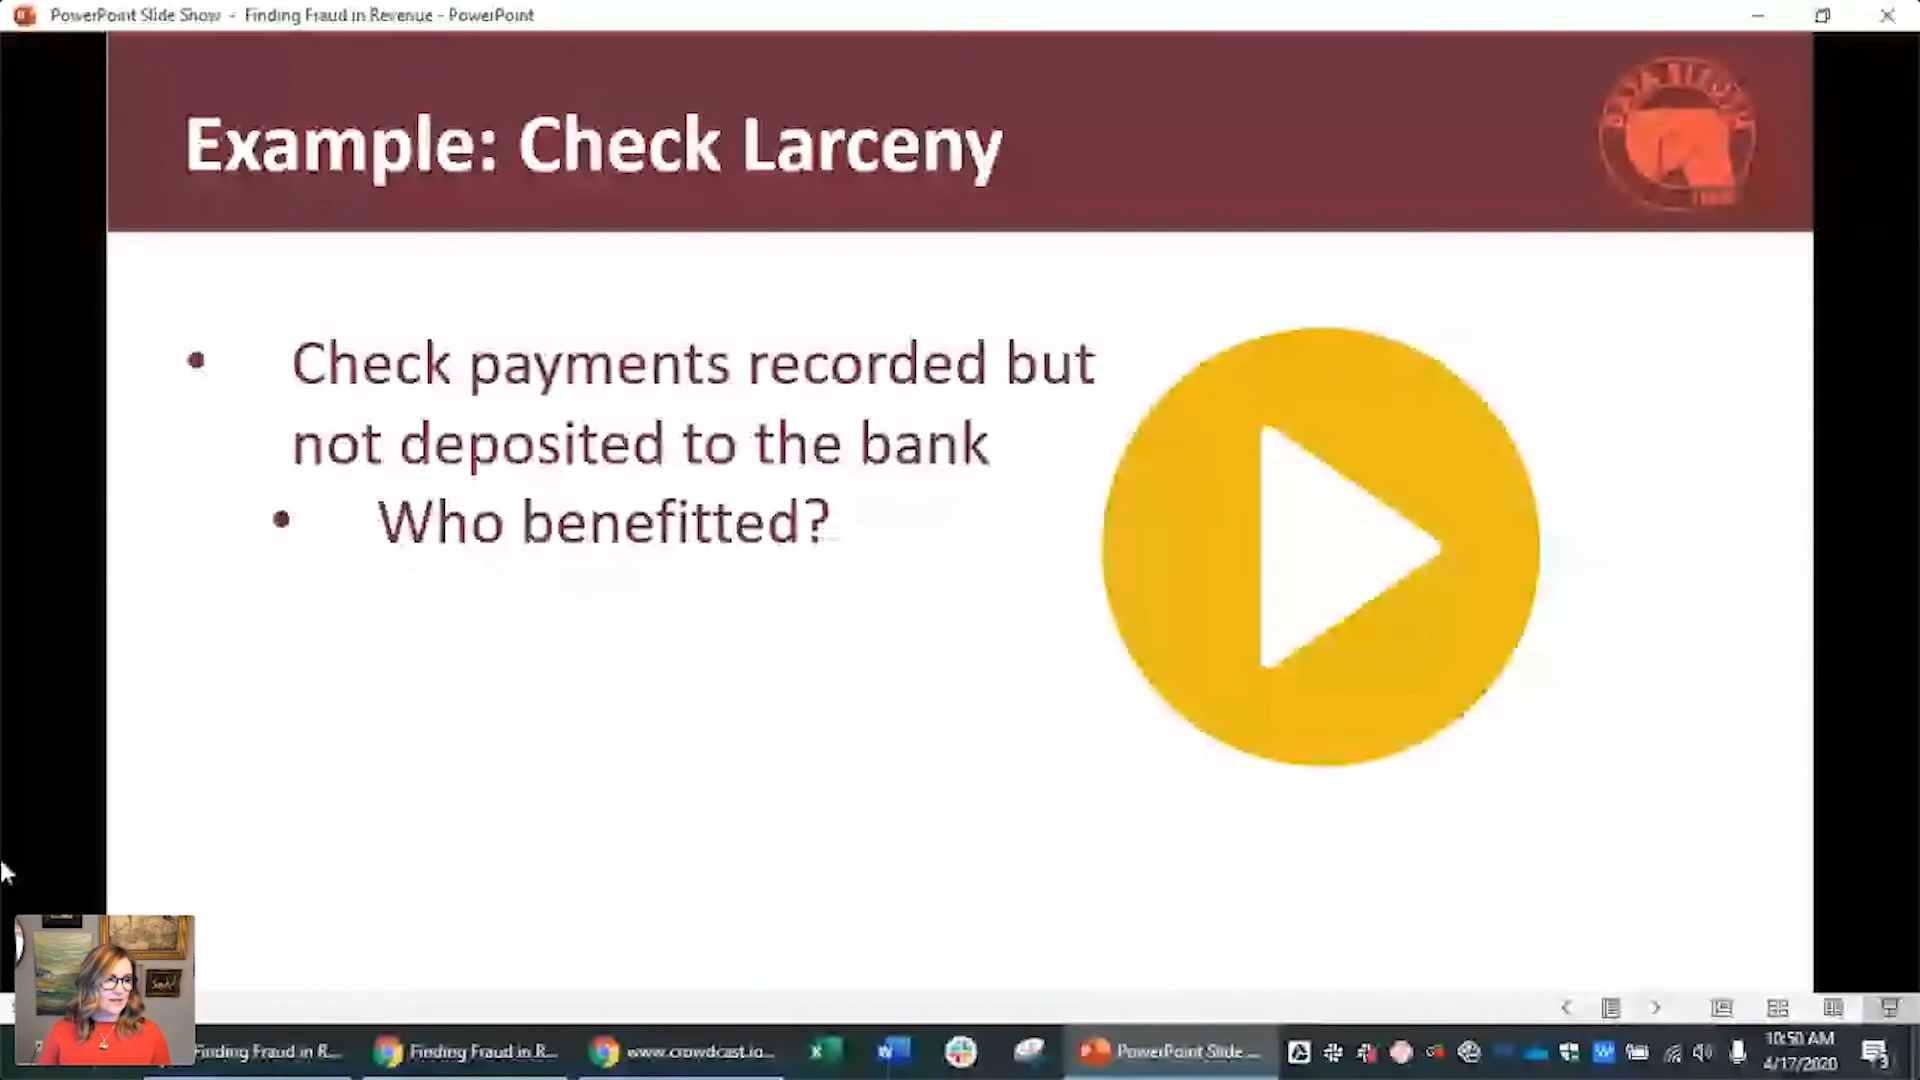 PowerPoint Slide Show - Finding Fraud in Revenue - PowerPoint
Example: Check Larceny
• Check payments recorded but
not deposited to the bank
• Who benefitted?
Finding Fraud in R...
Finding Fraud in R...
www.crowdcast.io...
PowerPoint Slide ...
10:50 AM
4/17/2020